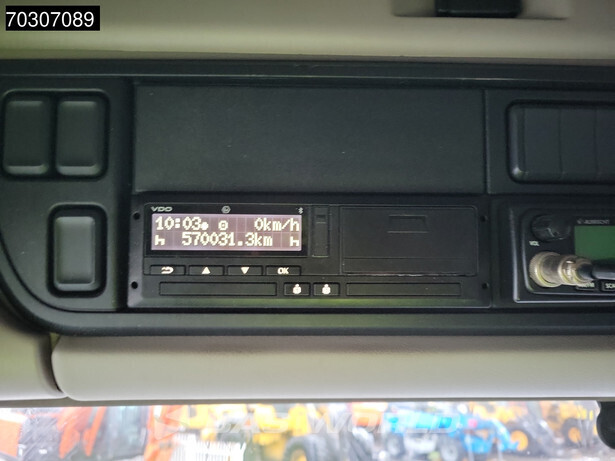 70307089
VDO
10:03 0km/h
570031.3km
OK
ALBRECHT
VOL